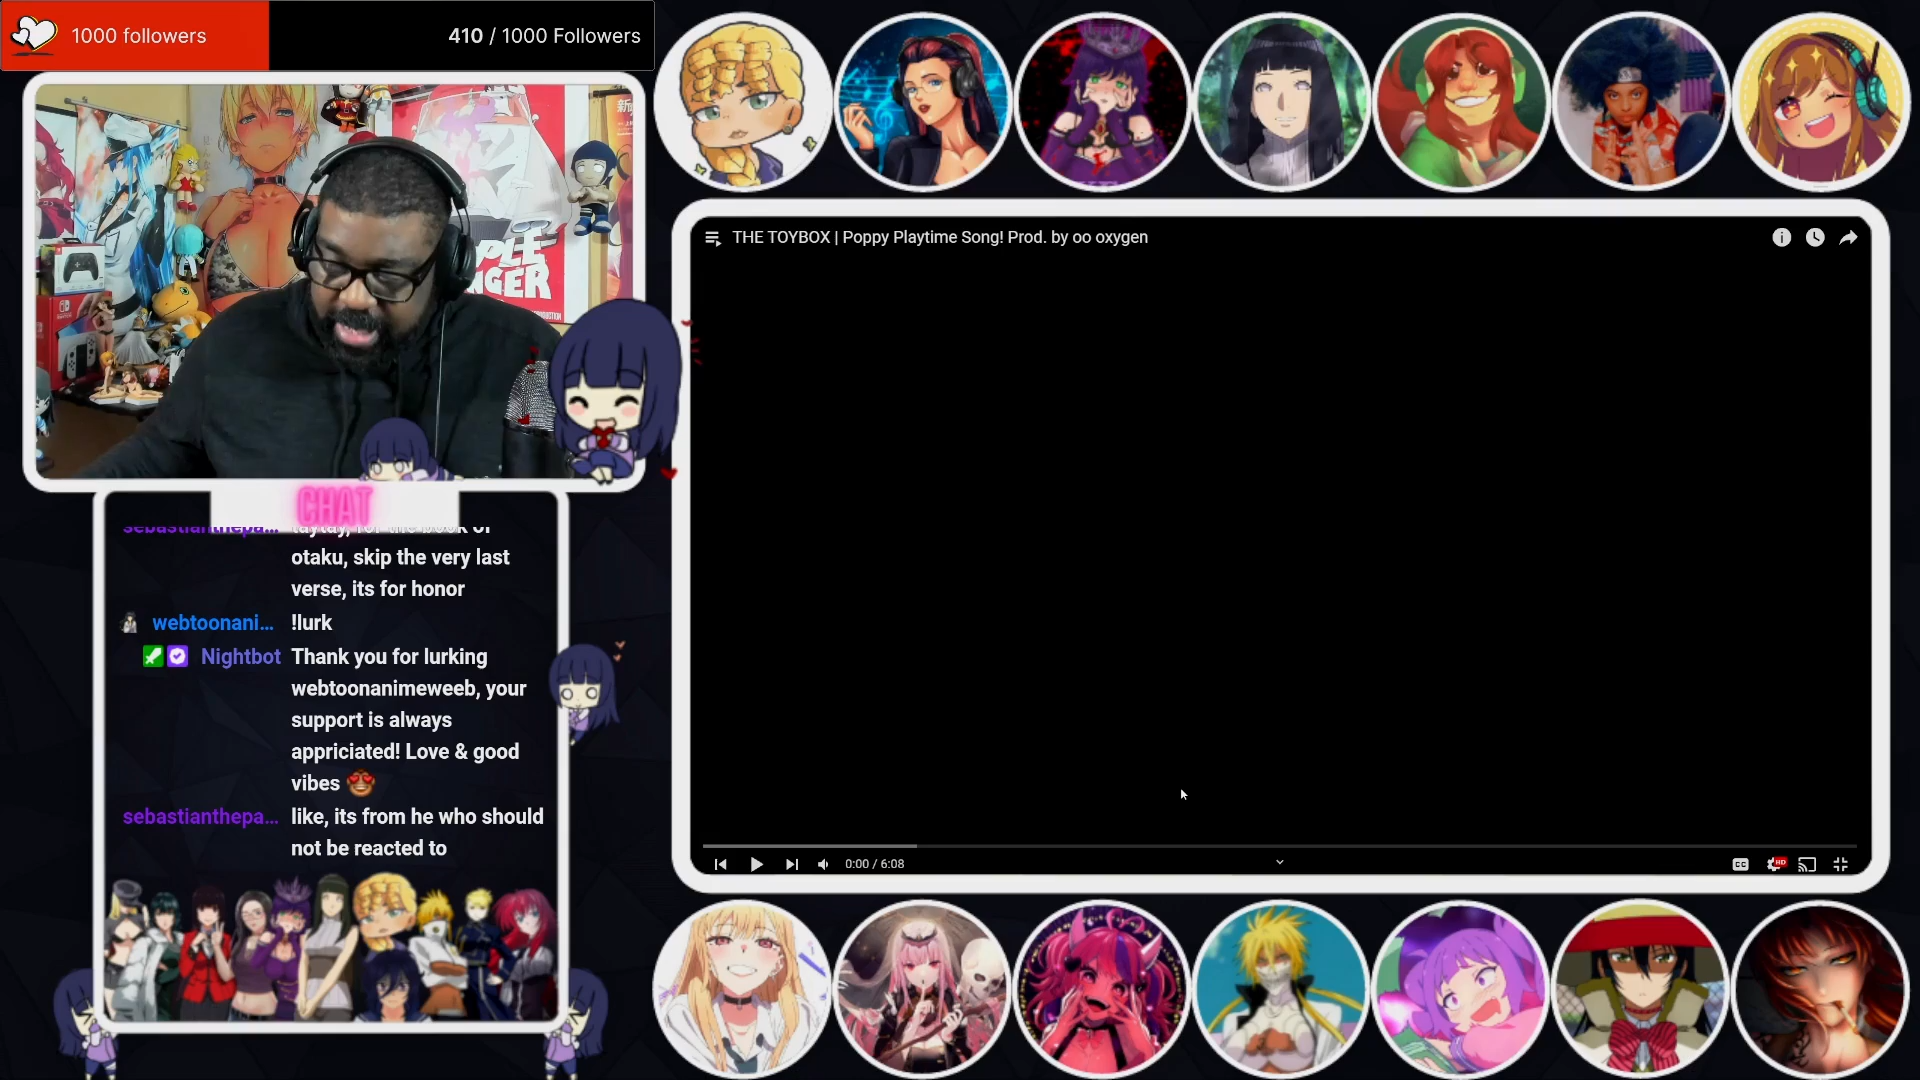 1000 followers
410 / 1000 Followers
THE TOYBOX | Poppy Playtime Song! Prod. by oo oxygen
CHAT
otaku, skip the very last
verse, its for honor
webtoonani... !lurk
Nightbot Thank you for lurking
webtoonanimeweeb, your
support is always
appriciated! Love & good
vibes
sebastianthepa... like, its from he who should
not be reacted to
0:00 / 6:08
CC
HD